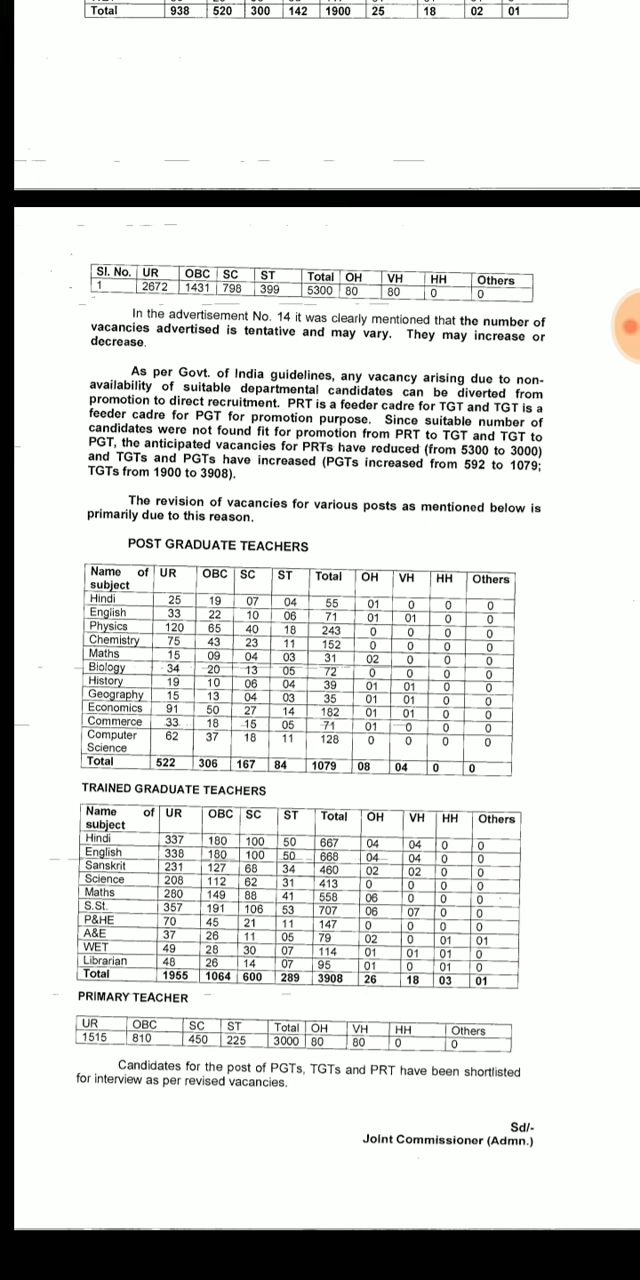 Total 938 520 300 142 1900 25 18 02 01
Sl. No. UR OBC SC ST Total OH VH HH Others
1 2672 1431 798 399 5300 80 80 0 0
In the advertisement No. 14 it was clearly mentioned that the number of
vacancies advertised is tentative and may vary. They may increase or
decrease.
As per Govt. of India guidelines, any vacancy arising due to non-
availability of suitable departmental candidates can be diverted from
promotion to direct recruitment. PRT is a feeder cadre for TGT and TGT is a
feeder cadre for PGT for promotion purpose. Since suitable number of
candidates were not found fit for promotion from PRT to TGT and TGT to
PGT, the anticipated vacancies for PRTs have reduced (from 5300 to 3000)
and TGTs and PGTs have increased (PGTs increased from 592 to 1079;
TGTs from 1900 to 3908).
The revision of vacancies for various posts as mentioned below is
primarily due to this reason.
POST GRADUATE TEACHERS
Name of UR OBC SC ST Total OH VH HH Others
subject
Hindi 25 19 07 04 55 01 0 0 0
English 33 22 10 06 71 01 01 0 0
Physics 120 65 40 18 243 0 0 0 0
Chemistry 75 43 23 11 152 0 0 0 0
Maths 15 09 04 03 31 02 0 0 0
Biology 34 20 13 05 72 0 0 0 0
History 19 10 06 04 39 01 01 0 0
Geography 15 13 04 03 35 01 01 0 0
Economics 91 50 27 14 182 01 01 0 0
Commerce 33 18 15 05 71 01 0 0 0
Computer 62 37 18 11 128 0 0 0 0
Science
Total 522 306 167 84 1079 08 04 0 0
TRAINED GRADUATE TEACHERS
Name of UR OBC SC ST Total OH VH HH Others
subject
Hindi 337 180 100 50 667 04 04 0 0
English 338 180 100 50 668 04 04 0 0
Sanskrit 231 127 68 34 460 02 02 0 0
Science 208 112 62 31 413 0 0 0 0
Maths 280 149 88 41 558 06 0 0 0
S.St. 357 191 106 53 707 06 07 0 0
P&HE 70 45 21 11 147 0 0 0 0
A&E 37 26 11 05 79 02 0 01 01
WET 49 28 30 07 114 01 01 01 0
Librarian 48 26 14 07 95 01 0 01 0
Total 1955 1064 600 289 3908 26 18 03 01
PRIMARY TEACHER
UR OBC SC ST Total OH VH HH Others
1515 810 450 225 3000 80 80 0 0
Candidates for the post of PGTs, TGTs and PRT have been shortlisted
for interview as per revised vacancies.
Sd/-
Joint Commissioner (Admn.)